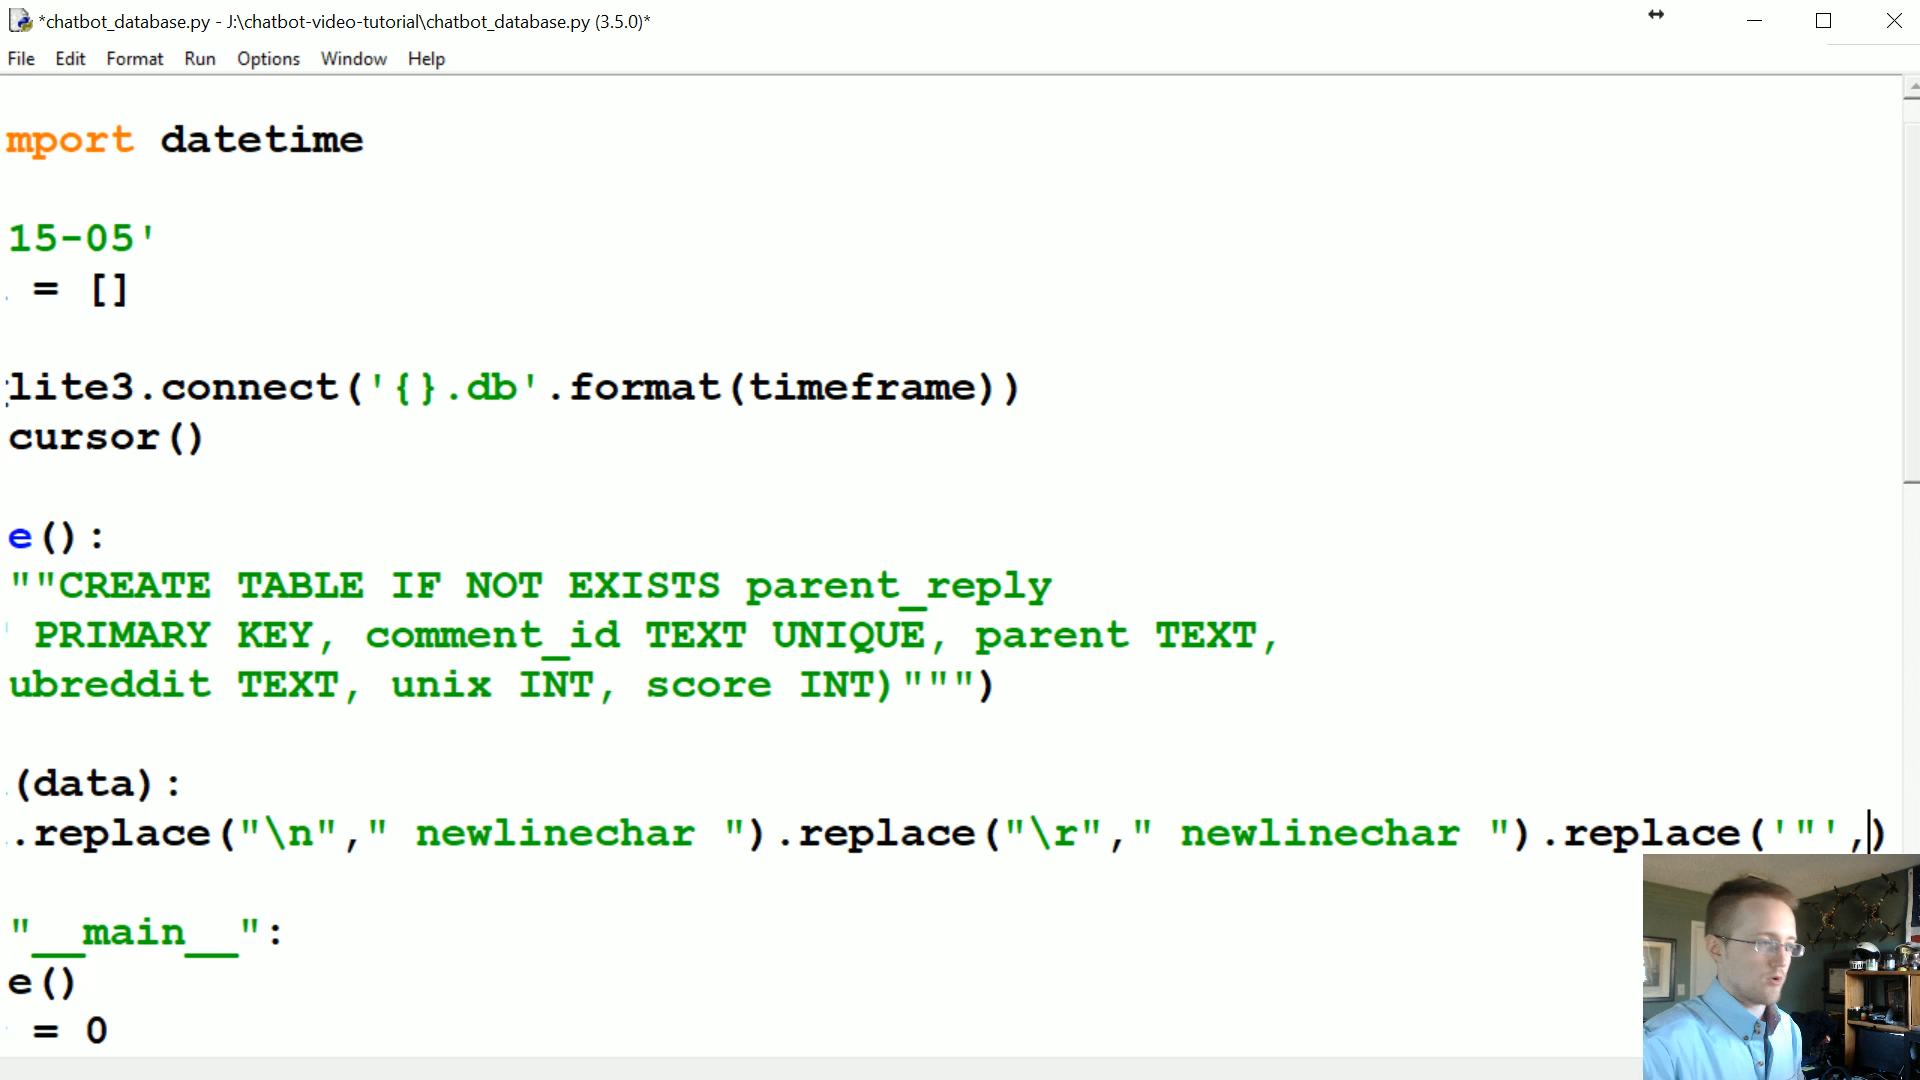 *chatbot_database.py - J:\chatbot-video-tutorial\chatbot_database.py (3.5.0)*
File Edit Format Run Options Window Help
mport datetime
15-05'
= []
lite3.connect('{}.db'.format(timeframe))
cursor()
e():
""CREATE TABLE IF NOT EXISTS parent_reply
PRIMARY KEY, comment_id TEXT UNIQUE, parent TEXT,
ubreddit TEXT, unix INT, score INT)""")
(data):
.replace("\n"," newlinechar ").replace("\r"," newlinechar ").replace('"',)
"__main__":
e()
= 0